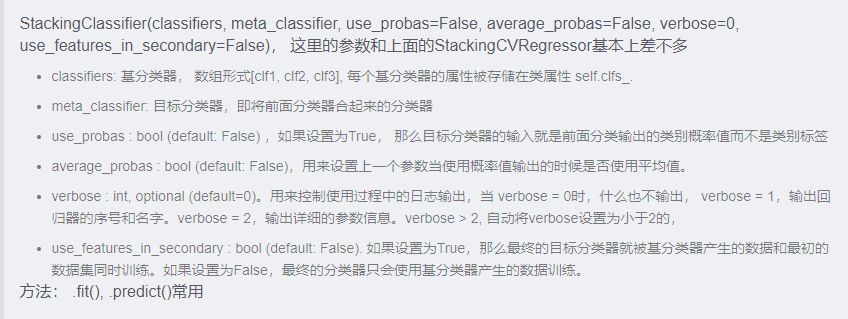 StackingClassifier(classifiers, meta_classifier, use_probas=False, average_probas=False, verbose=0,
use_features_in_secondary=False)， 这里的参数和上面的StackingCVRegressor基本上差不多
• classifiers: 基分类器， 数组形式[clf1, clf2, clf3], 每个基分类器的属性被存储在类属性 self.clfs_.
• meta_classifier: 目标分类器，即将前面分类器合起来的分类器
• use_probas : bool (default: False) ，如果设置为True， 那么目标分类器的输入就是前面分类输出的类别概率值而不是类别标签
• average_probas : bool (default: False)，用来设置上一个参数当使用概率值输出的时候是否使用平均值。
• verbose : int, optional (default=0)。用来控制使用过程中的日志输出，当 verbose = 0时，什么也不输出， verbose = 1，输出回
归器的序号和名字。verbose = 2，输出详细的参数信息。verbose > 2, 自动将verbose设置为小于2的，
• use_features_in_secondary : bool (default: False). 如果设置为True，那么最终的目标分类器就被基分类器产生的数据和最初的
数据集同时训练。如果设置为False，最终的分类器只会使用基分类器产生的数据训练。
方法： .fit(), .predict()常用